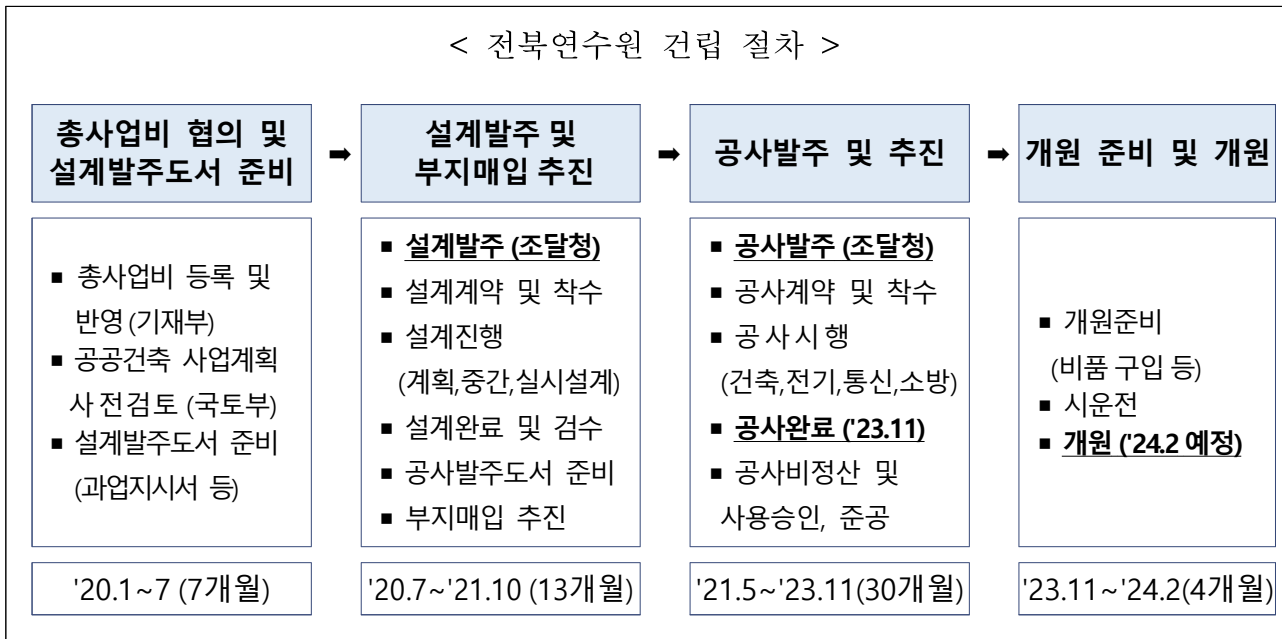 < 전북연수원 건립 절차 >
총사업비 협의 및
설계발주도서 준비
➡
설계발주 및
부지매입 추진
➡
공사발주 및 추진
➡
개원 준비 및 개원
▪ 총사업비 등록 및
반영(기재부)
▪ 공공건축 사업계획
사전검토 (국토부)
▪ 설계발주도서 준비
(과업지시서 등)
▪ 설계발주 (조달청)
▪ 설계계약 및 착수
▪ 설계진행
(계획,중간,실시설계)
▪ 설계완료 및 검수
▪ 공사발주도서 준비
▪ 부지매입 추진
▪ 공사발주 (조달청)
▪ 공사계약 및 착수
▪ 공사시행
(건축,전기,통신,소방)
▪ 공사완료 ('23.11)
▪ 공사비정산 및
사용승인, 준공
▪ 개원준비
(비품 구입 등)
▪ 시운전
▪ 개원 ('24.2 예정)
'20.1~7 (7개월)
'20.7~'21.10 (13개월)
'21.5~'23.11(30개월)
'23.11~'24.2(4개월)